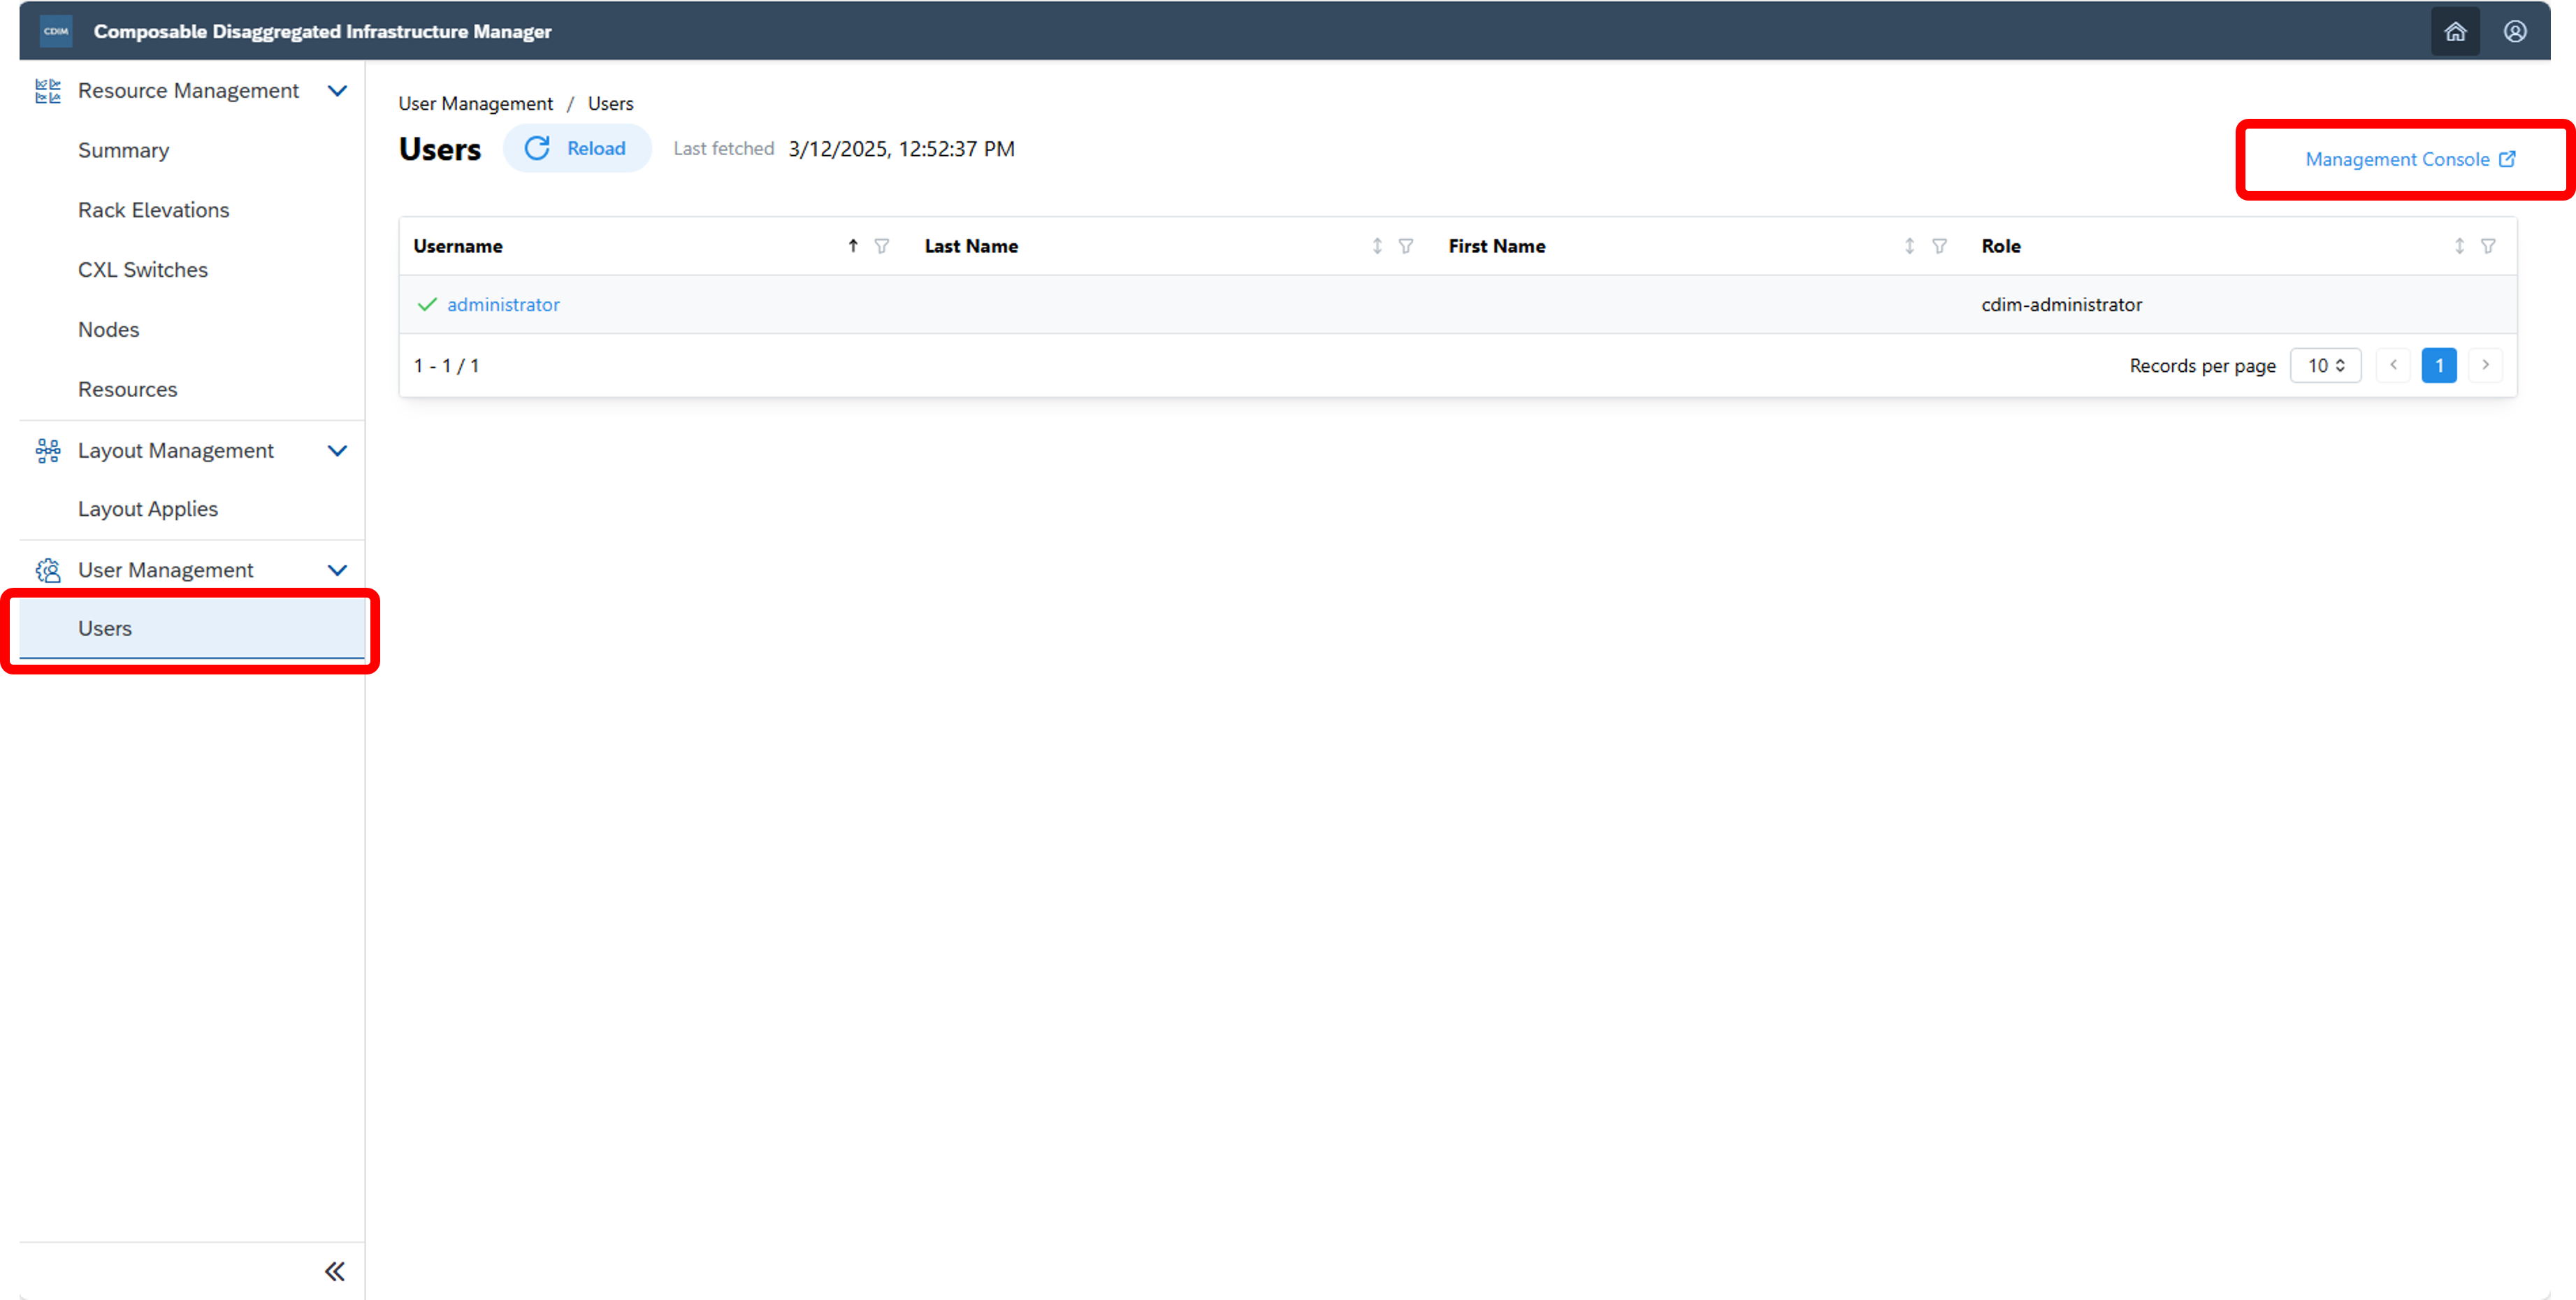 CDIM Composable Disaggregated Infrastructure Manager
Resource Management
Summary
Rack Elevations
CXL Switches
Nodes
Resources
Layout Management
Layout Applies
User Management
Users
User Management / Users
Users Reload Last fetched 3/12/2025, 12:52:37 PM
Management Console
Username Last Name First Name Role
administrator cdim-administrator
1 - 1 / 1 Records per page 10 1